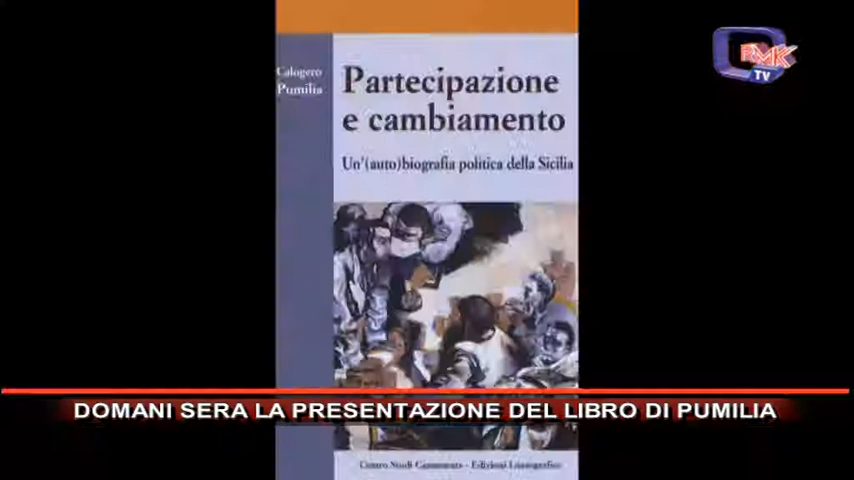 RMK
TV
Calogero
Pumilia
Partecipazione
e cambiamento
Un'(auto)biografia politica della Sicilia
DOMANI SERA LA PRESENTAZIONE DEL LIBRO DI PUMILIA
Centro Studi Cammarata - Edizioni Lussografica